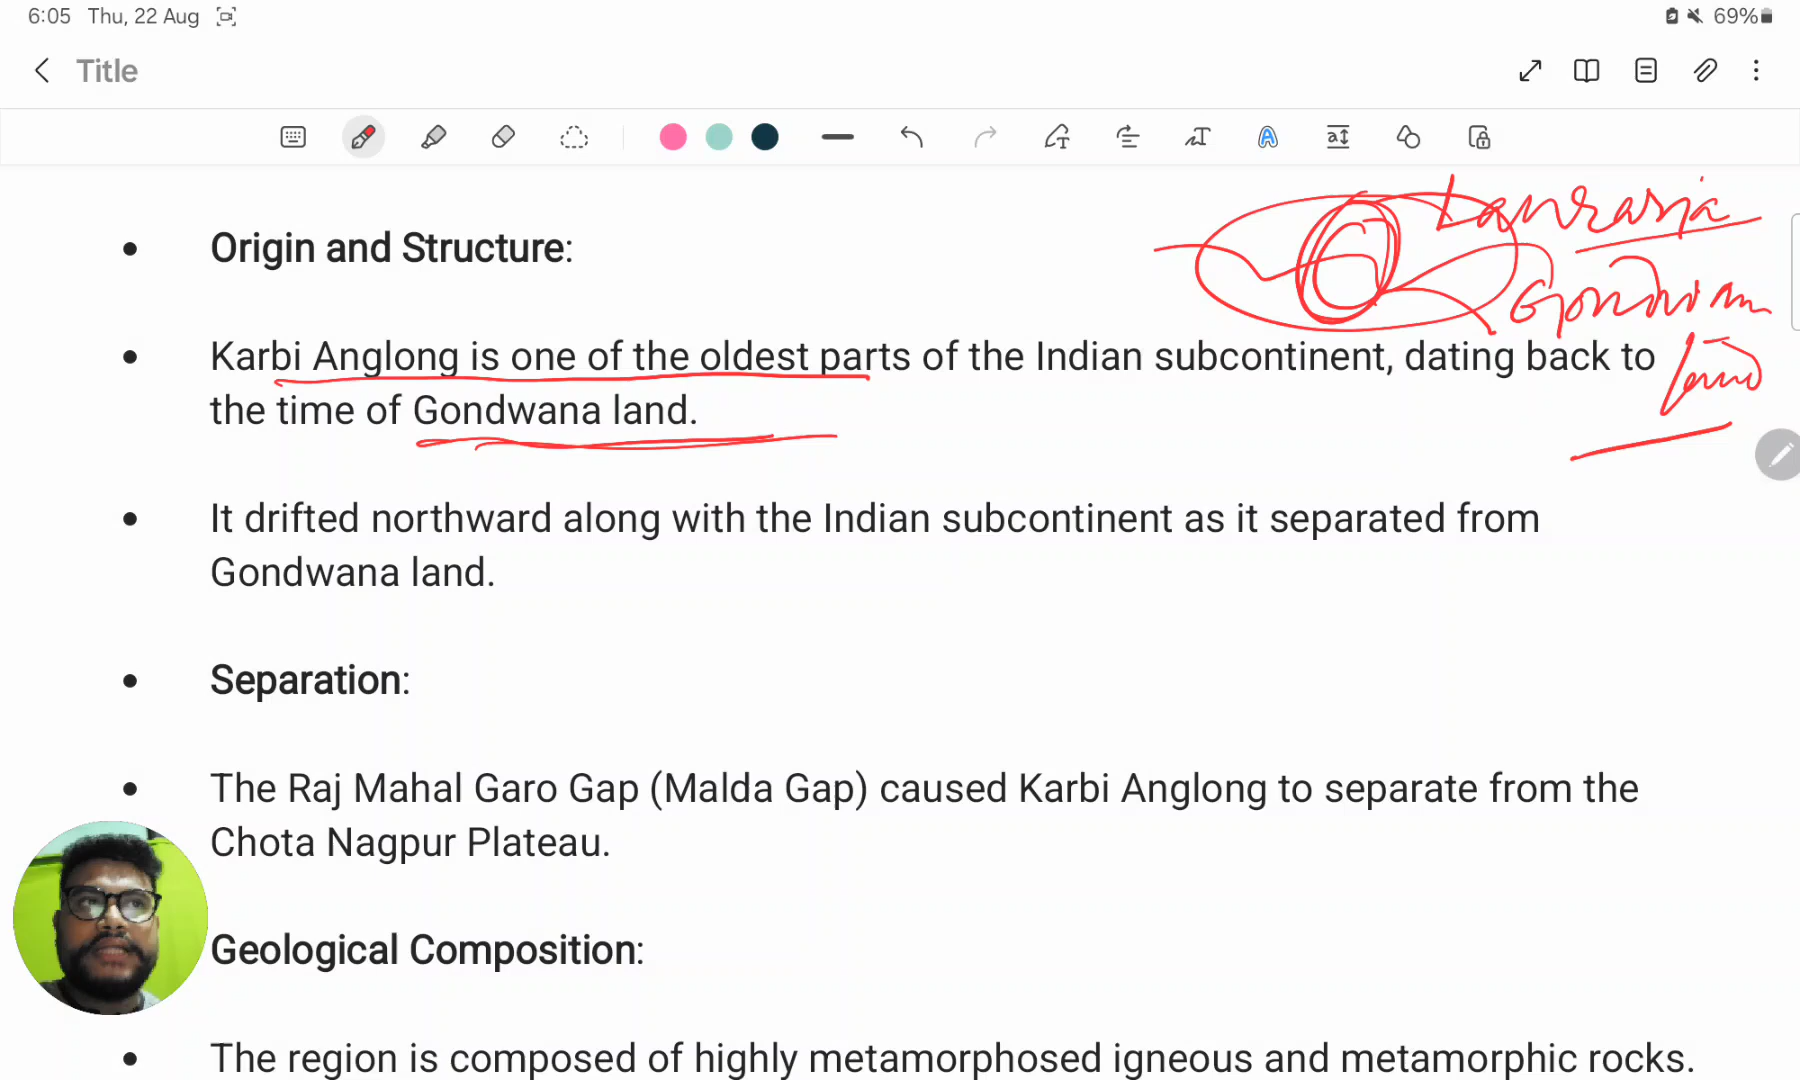 6:05 Thu, 22 Aug 69%
Title
Laurasia
• Origin and Structure:
Gondwan
• Karbi Anglong is one of the oldest parts of the Indian subcontinent, dating back to
land
the time of Gondwana land.
• It drifted northward along with the Indian subcontinent as it separated from
Gondwana land.
• Separation:
• The Raj Mahal Garo Gap (Malda Gap) caused Karbi Anglong to separate from the
Chota Nagpur Plateau.
Geological Composition:
• The region is composed of highly metamorphosed igneous and metamorphic rocks.